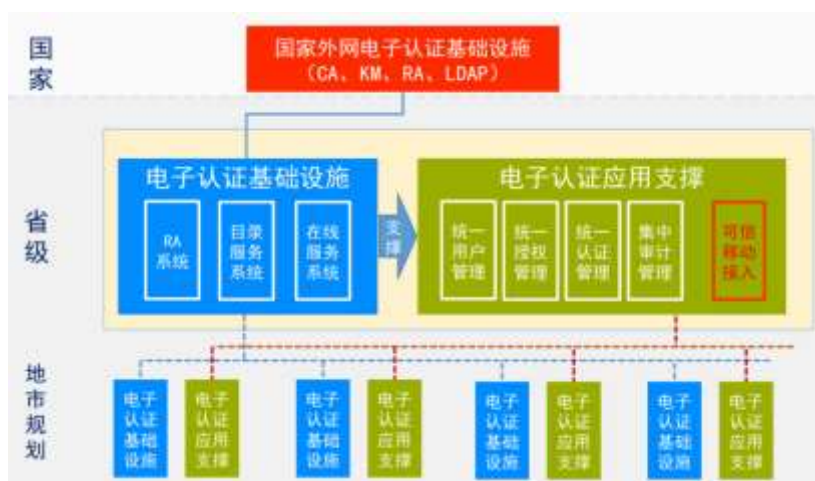 国家
国家外网电子认证基础设施
（CA、KM、RA、LDAP）
省级
电子认证基础设施
RA
系统
目录
服务
系统
在线
服务
系统
支撑
电子认证应用支撑
统一
用户
管理
统一
授权
管理
统一
认证
管理
集中
审计
管理
可信
移动
接入
地市规划
电子
认证
基础
设施
电子
认证
应用
支撑
电子
认证
基础
设施
电子
认证
应用
支撑
电子
认证
基础
设施
电子
认证
应用
支撑
电子
认证
基础
设施
电子
认证
应用
支撑